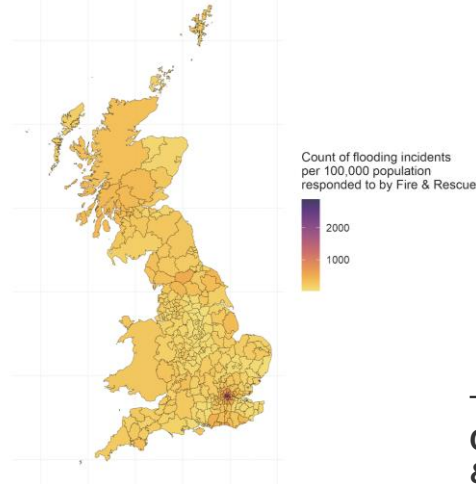 Count of flooding incidents
per 100,000 population
responded to by Fire & Rescue
2000
1000
&